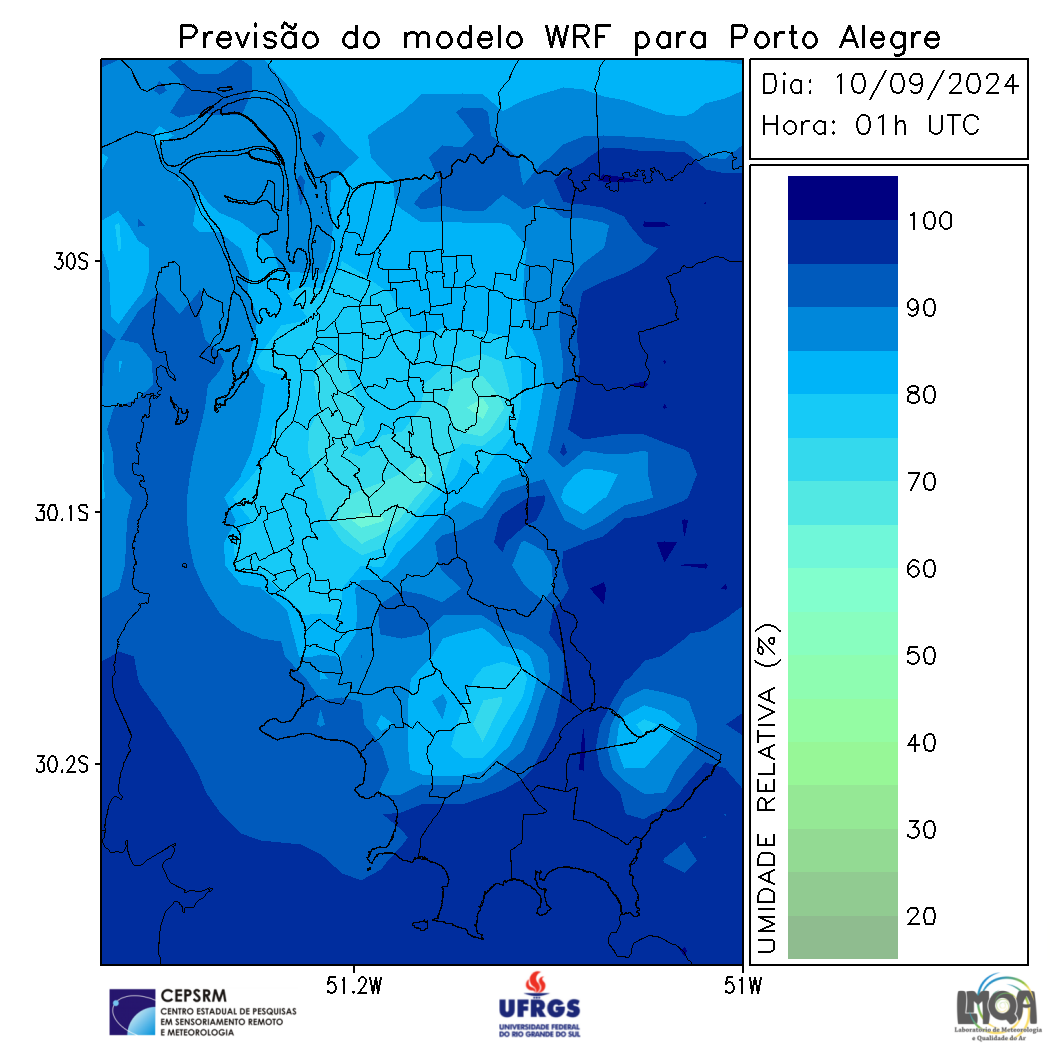 Previsão do modelo WRF para Porto Alegre
Dia: 10/09/2024
Hora: 01h UTC
30S
30.1S
30.2S
51.2W
51W
100
90
80
70
60
50
40
30
20
UMIDADE RELATIVA (%)
CEPSRM
CENTRO ESTADUAL DE PESQUISAS
EM SENSORIAMENTO REMOTO
E METEOROLOGIA
UFRGS
UNIVERSIDADE FEDERAL
DO RIO GRANDE DO SUL
LMQA
Laboratório de Meteorologia
e Qualidade do Ar